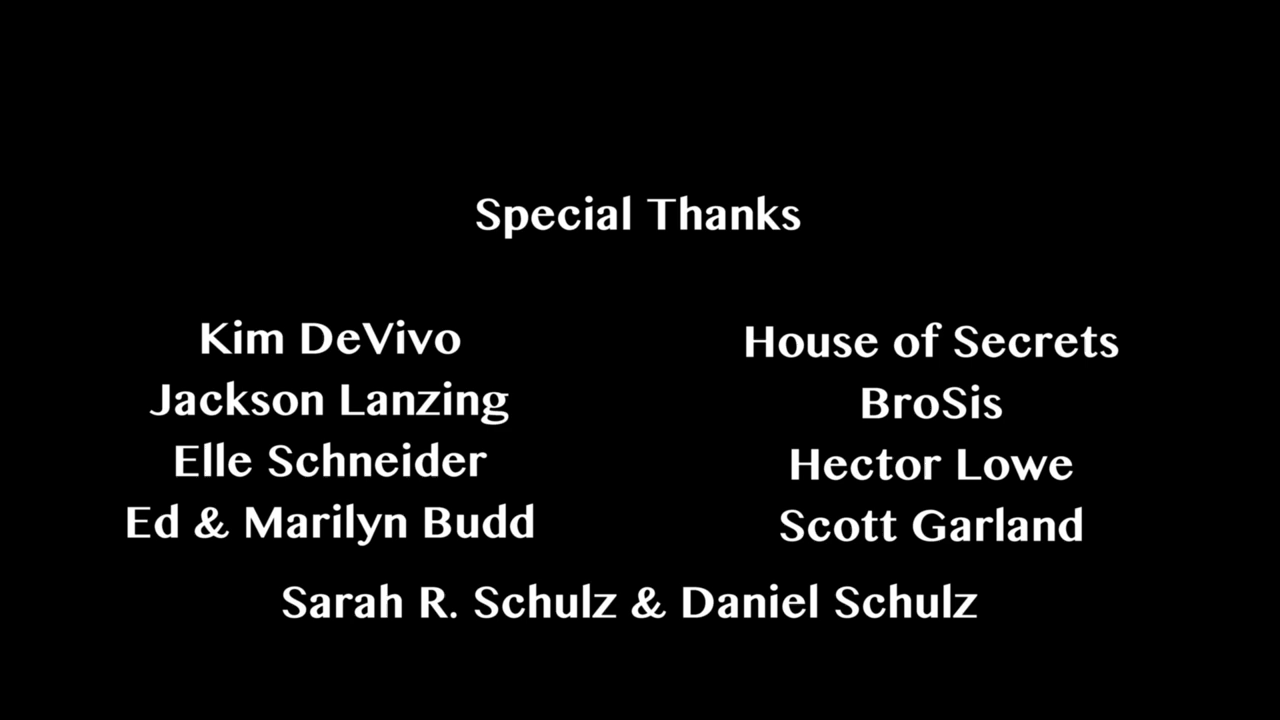 Special Thanks
Kim DeVivo
Jackson Lanzing
Elle Schneider
Ed & Marilyn Budd
House of Secrets
BroSis
Hector Lowe
Scott Garland
Sarah R. Schulz & Daniel Schulz